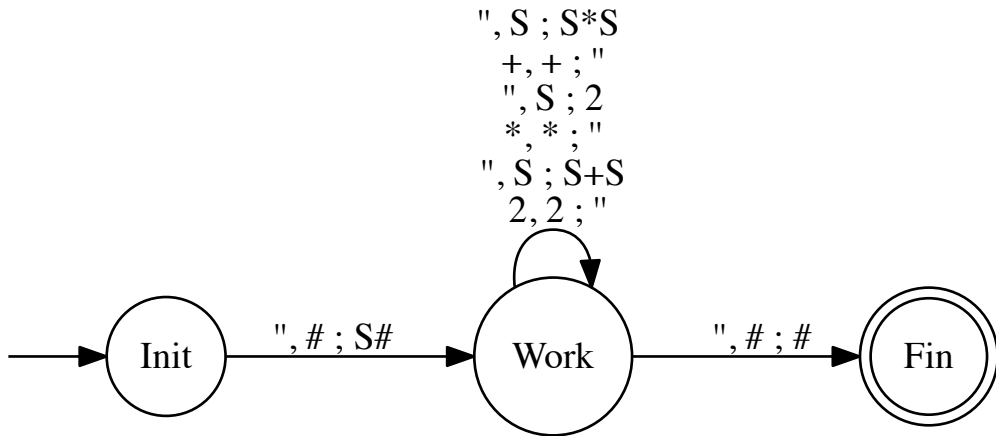 ", S ; S*S
+, + ; "
", S ; 2
*, * ; "
", S ; S+S
2, 2 ; "
Init
", # ; S#
Work
", # ; #
Fin